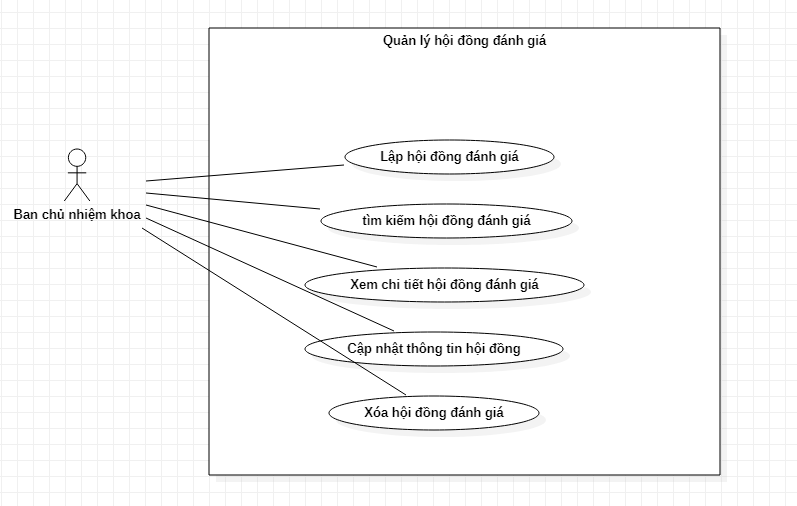 Quản lý hội đồng đánh giá
Lập hội đồng đánh giá
Ban chủ nhiệm khoa
tìm kiếm hội đồng đánh giá
Xem chi tiết hội đồng đánh giá
Cập nhật thông tin hội đồng
Xóa hội đồng đánh giá